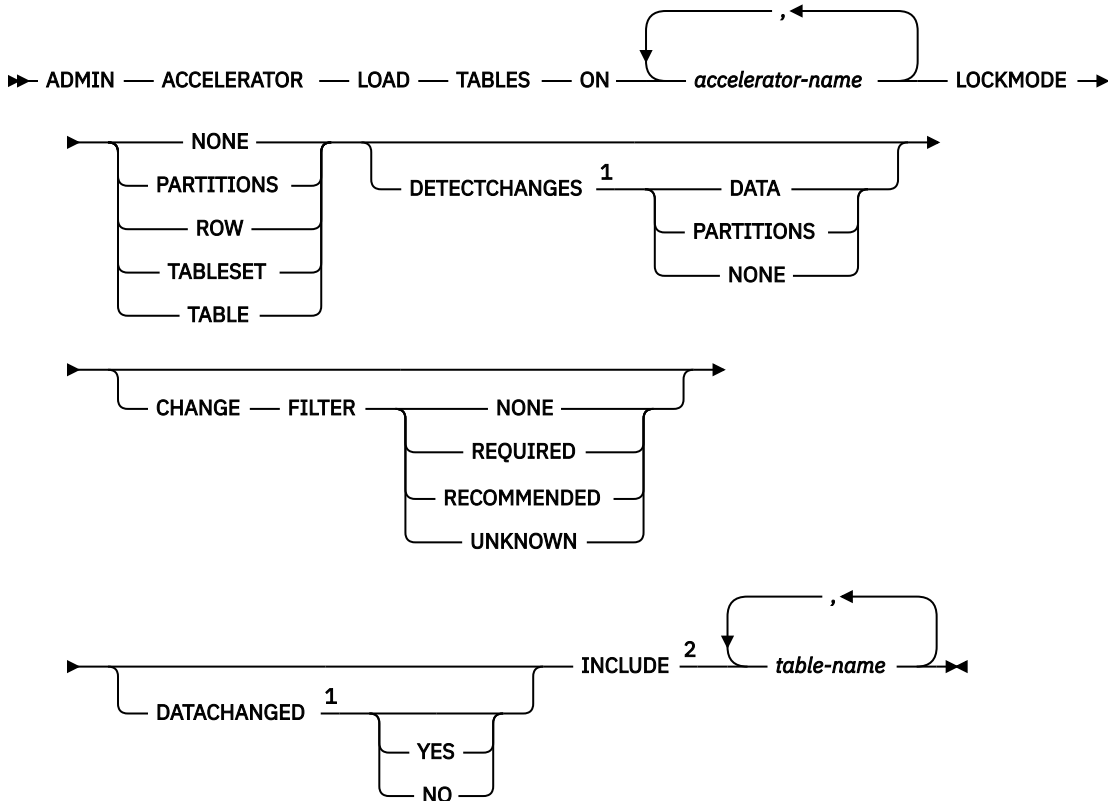 ,
ADMIN ACCELERATOR LOAD TABLES ON accelerator-name LOCKMODE
NONE
PARTITIONS
ROW
TABLESET
TABLE
DETECTCHANGES 1 DATA
PARTITIONS
NONE
CHANGE FILTER NONE
REQUIRED
RECOMMENDED
UNKNOWN
,
DATACHANGED 1
YES
NO
INCLUDE 2 table-name